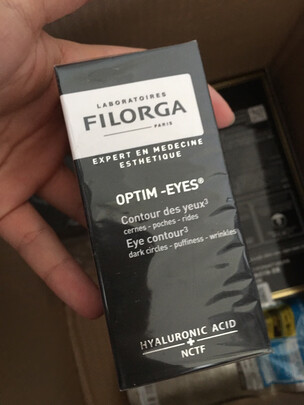 LABORATOIRES
FILORGA
PARIS
EXPERT EN MEDECINE
ESTHETIQUE
OPTIM-EYES®
Contour des yeux³
cernes - poches - rides
Eye contour³
dark circles - puffiness - wrinkles
HYALURONIC ACID
+
NCTF